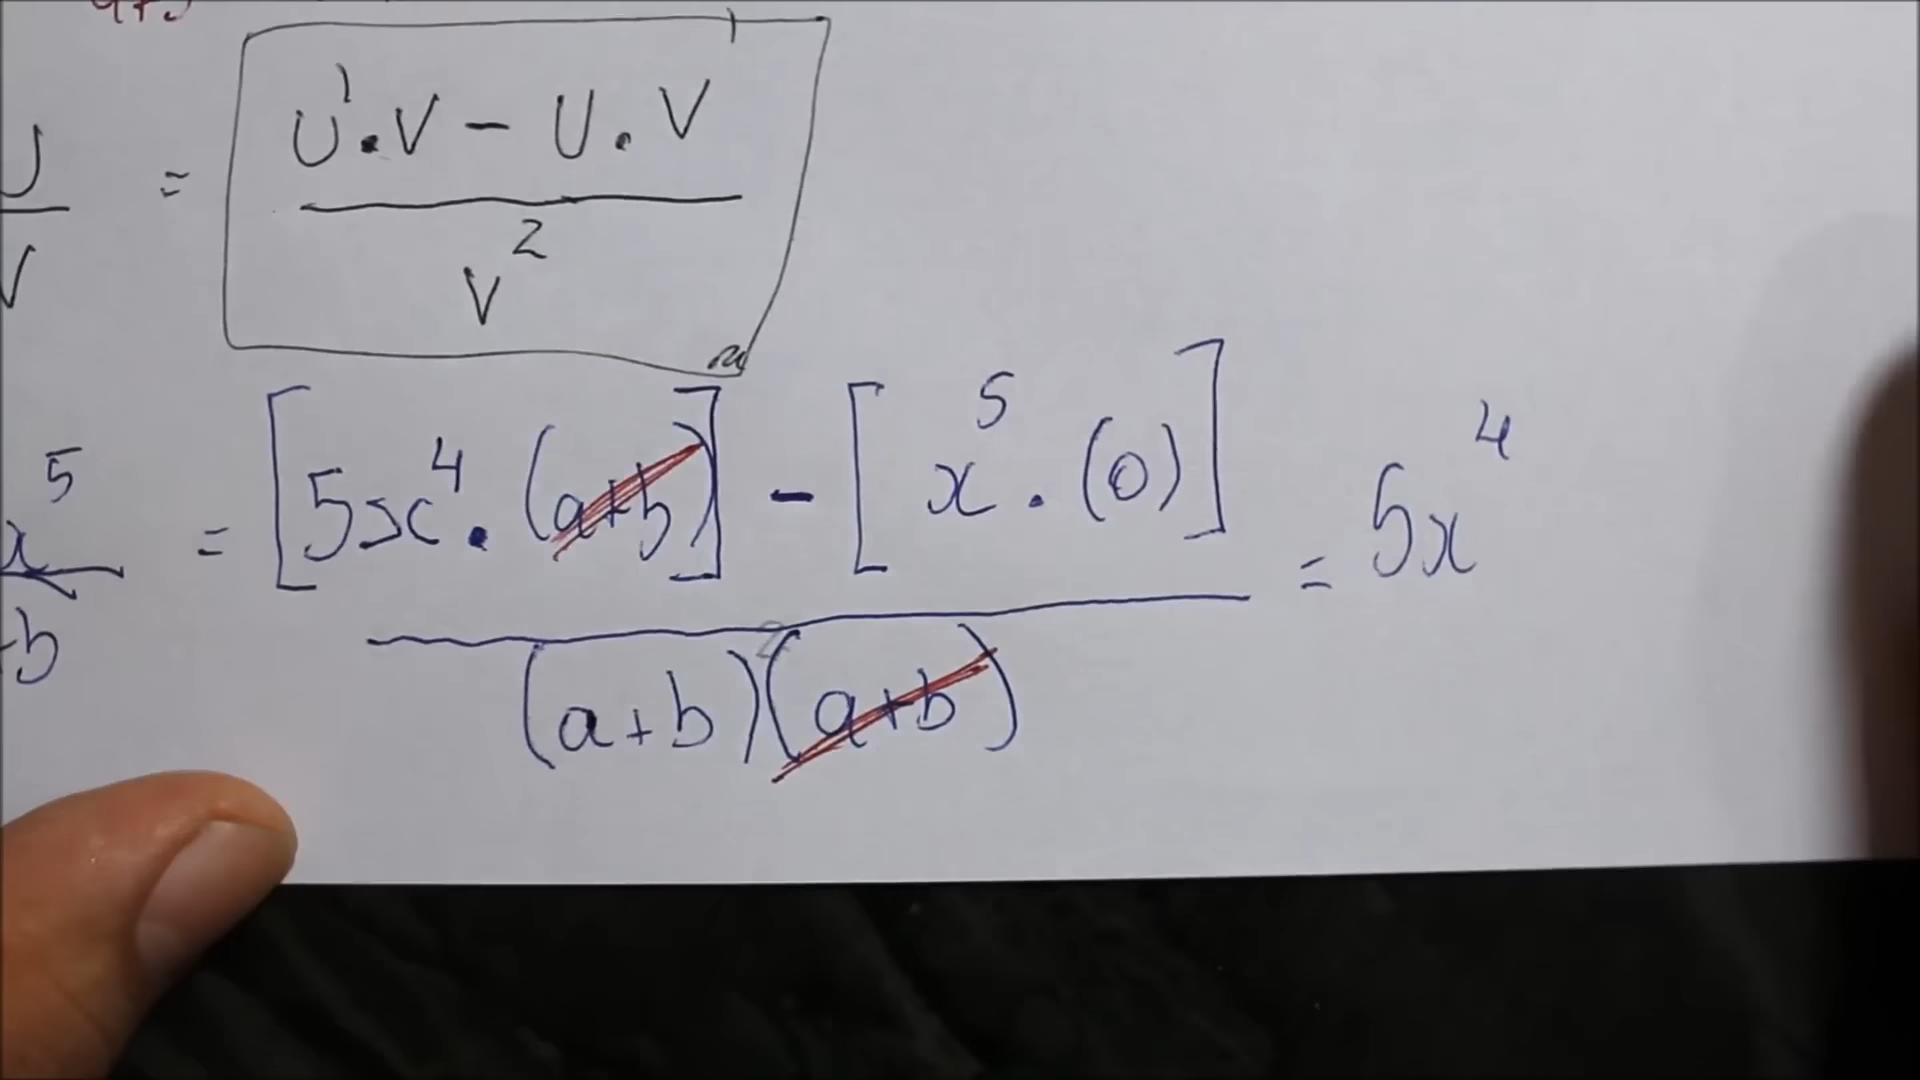 a+b
U/V = (U'·V - U·V')/V²
x⁵/+b = ([5x⁴·(a+b)] - [x⁵·(0)])/((a+b)(a+b)) = 5x⁴